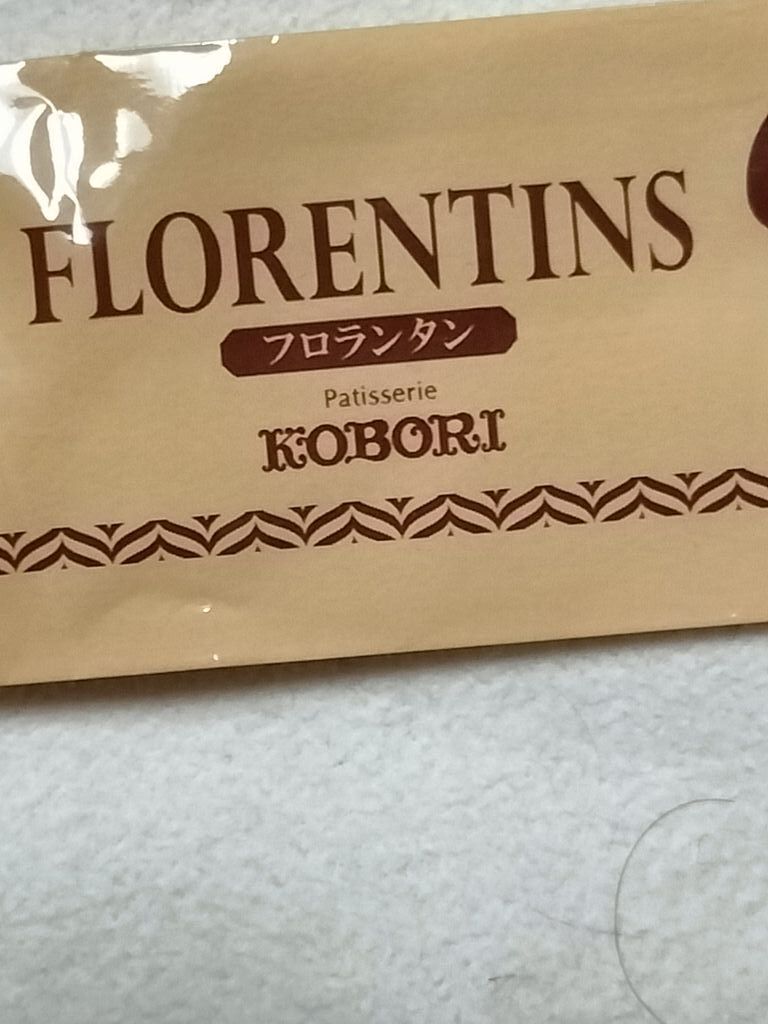 FLORENTINS
フロランタン
Patisserie
KOBORI